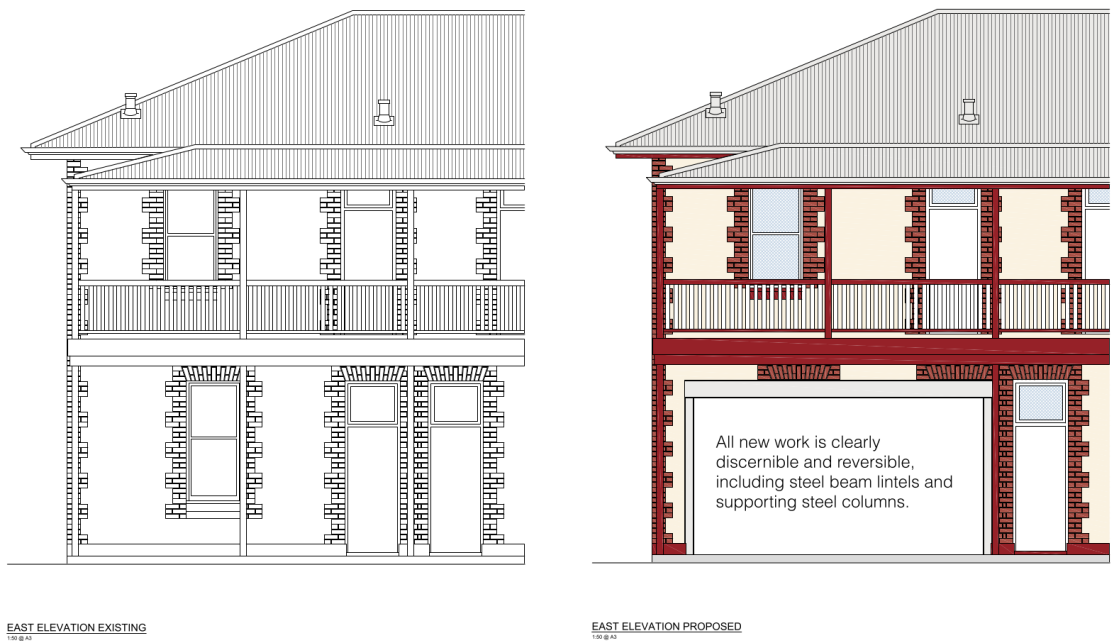 All new work is clearly
discernible and reversible,
including steel beam lintels and
supporting steel columns.
EAST ELEVATION EXISTING
1:50 @ A3
EAST ELEVATION PROPOSED
1:50 @ A3